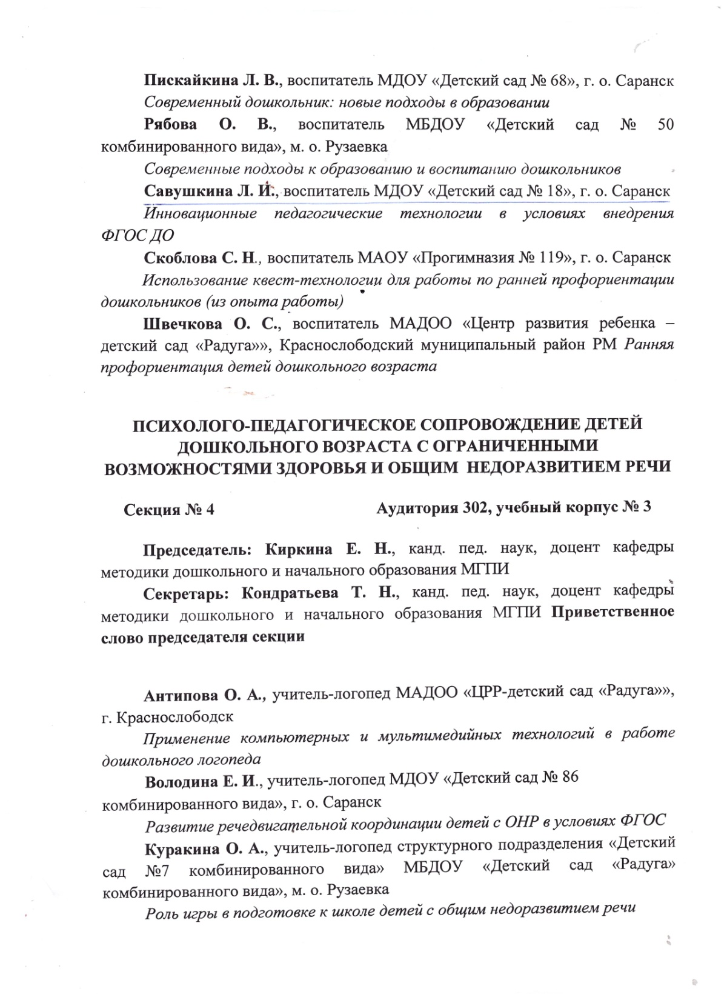 Пискайкина Л. В., воспитатель МДОУ «Детский сад № 68», г. о. Саранск
Современный дошкольник: новые подходы в образовании
Рябова О. В., воспитатель МБДОУ «Детский сад № 50
комбинированного вида», м. о. Рузаевка
Современные подходы к образованию и воспитанию дошкольников
Савушкина Л. И., воспитатель МДОУ «Детский сад № 18», г. о. Саранск
Инновационные педагогические технологии в условиях внедрения
ФГОС ДО
Скоблова С. Н., воспитатель МАОУ «Прогимназия № 119», г. о. Саранск
Использование квест-технологии для работы по ранней профориентации
дошкольников (из опыта работы)
Швечкова О. С., воспитатель МАДОО «Центр развития ребенка –
детский сад «Радуга»», Краснослободский муниципальный район РМ Ранняя
профориентация детей дошкольного возраста
ПСИХОЛОГО-ПЕДАГОГИЧЕСКОЕ СОПРОВОЖДЕНИЕ ДЕТЕЙ
ДОШКОЛЬНОГО ВОЗРАСТА С ОГРАНИЧЕННЫМИ
ВОЗМОЖНОСТЯМИ ЗДОРОВЬЯ И ОБЩИМ НЕДОРАЗВИТИЕМ РЕЧИ
Секция № 4 Аудитория 302, учебный корпус № 3
Председатель: Киркина Е. Н., канд. пед. наук, доцент кафедры
методики дошкольного и начального образования МГПИ
Секретарь: Кондратьева Т. Н., канд. пед. наук, доцент кафедры
методики дошкольного и начального образования МГПИ Приветственное
слово председателя секции
Антипова О. А., учитель-логопед МАДОО «ЦРР-детский сад «Радуга»»,
г. Краснослободск
Применение компьютерных и мультимедийных технологий в работе
дошкольного логопеда
Володина Е. И., учитель-логопед МДОУ «Детский сад № 86
комбинированного вида», г. о. Саранск
Развитие речедвигательной координации детей с ОНР в условиях ФГОС
Куракина О. А., учитель-логопед структурного подразделения «Детский
сад №7 комбинированного вида» МБДОУ «Детский сад «Радуга»
комбинированного вида», м. о. Рузаевка
Роль игры в подготовке к школе детей с общим недоразвитием речи